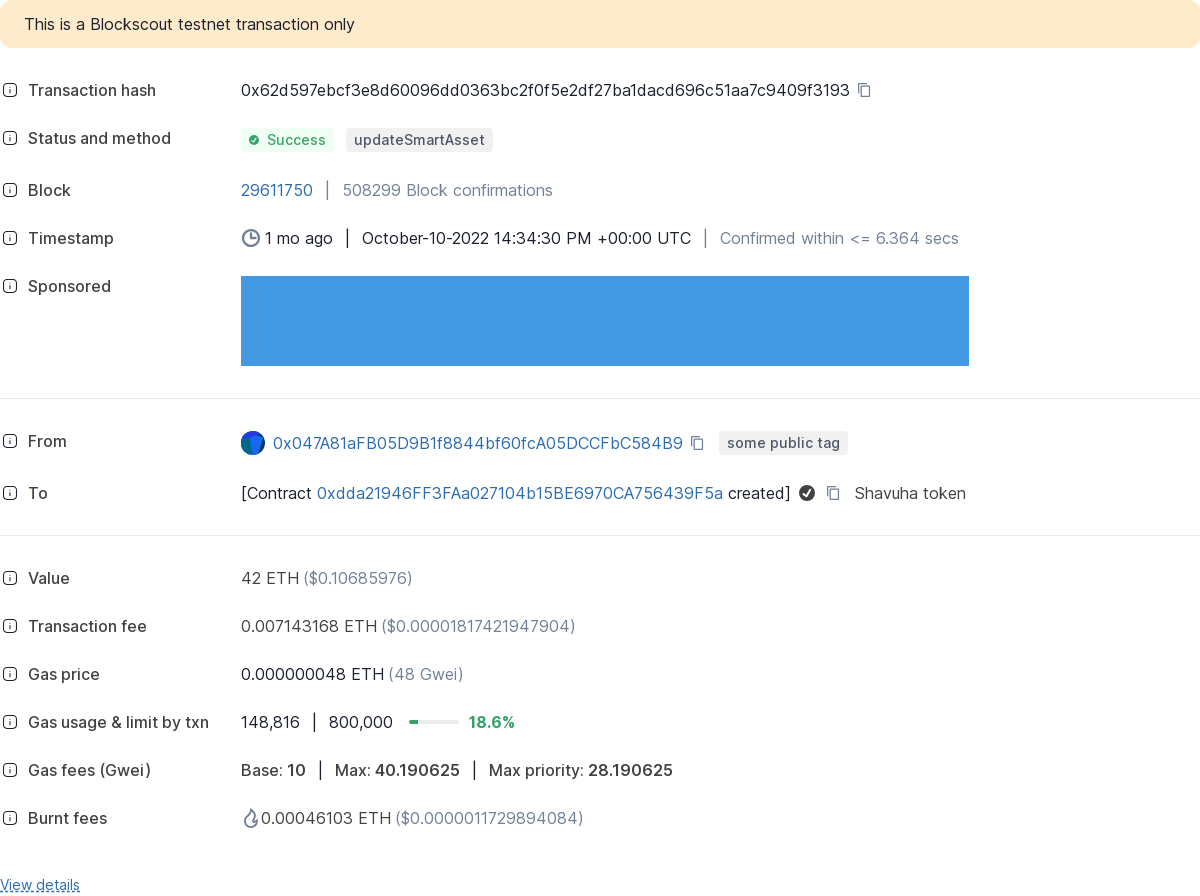 This is a Blockscout testnet transaction only
Transaction hash 0x62d597ebcf3e8d60096dd0363bc2f0f5e2df27ba1dacd696c51aa7c9409f3193
Status and method Success updateSmartAsset
Block 29611750 | 508299 Block confirmations
Timestamp 1 mo ago | October-10-2022 14:34:30 PM +00:00 UTC | Confirmed within <= 6.364 secs
Sponsored
From 0x047A81aFB05D9B1f8844bf60fcA05DCCFbC584B9 some public tag
To [Contract 0xdda21946FF3FAa027104b15BE6970CA756439F5a created] Shavuha token
Value 42 ETH ($0.10685976)
Transaction fee 0.007143168 ETH ($0.00001817421947904)
Gas price 0.000000048 ETH (48 Gwei)
Gas usage & limit by txn 148,816 | 800,000 18.6%
Gas fees (Gwei) Base: 10 | Max: 40.190625 | Max priority: 28.190625
Burnt fees 0.00046103 ETH ($0.0000011729894084)
View details